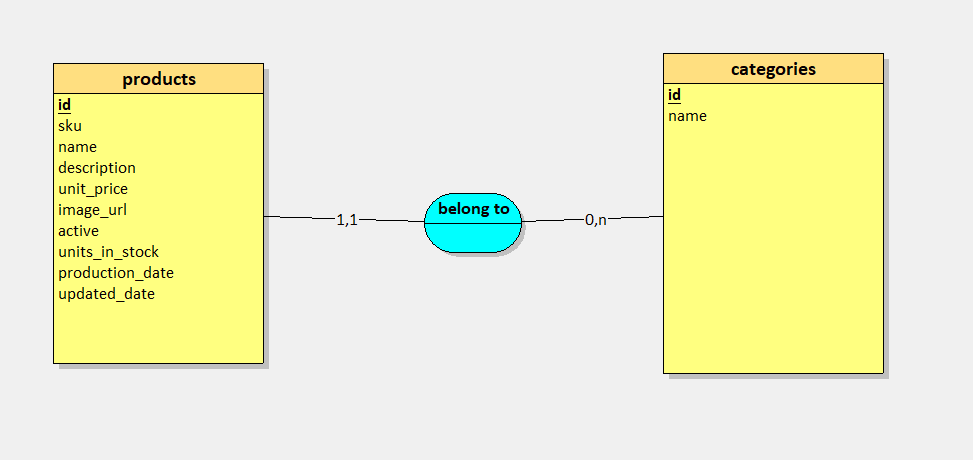 products
id
sku
name
description
unit_price
image_url
active
units_in_stock
production_date
updated_date
1,1
belong to
0,n
categories
id
name